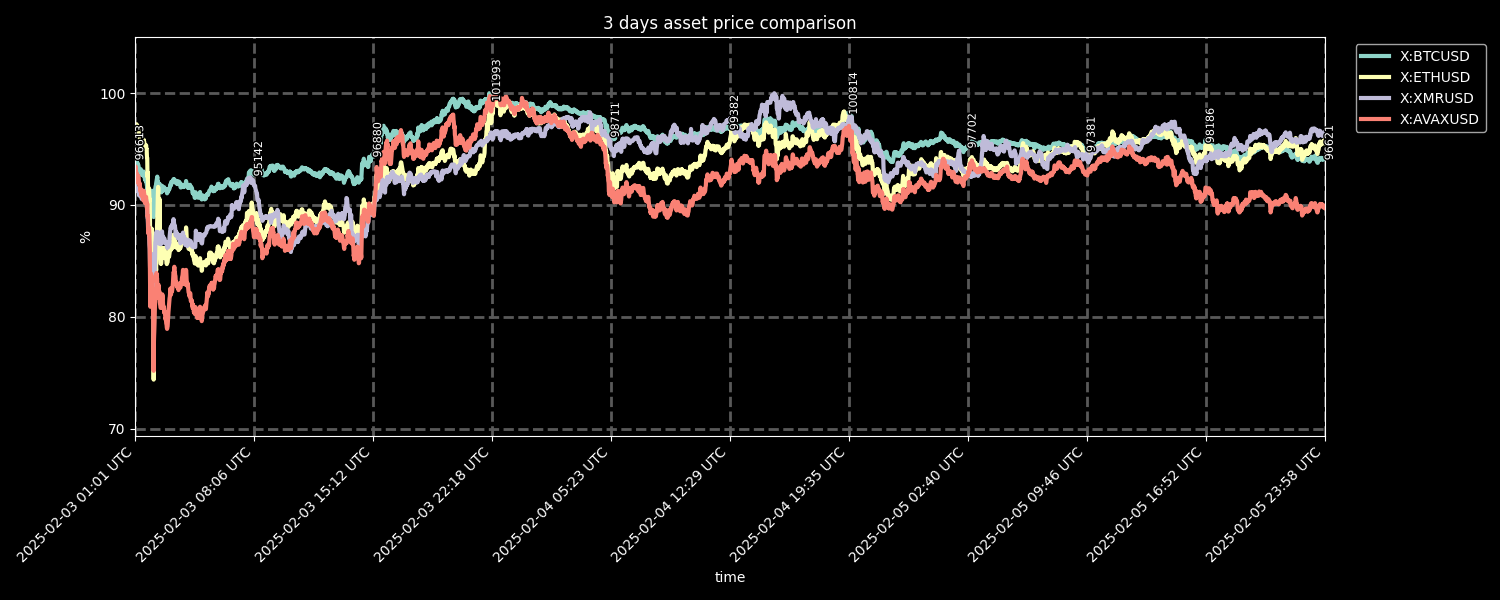 3 days asset price comparison
X:BTCUSD
X:ETHUSD
X:XMRUSD
X:AVAXUSD
100
90
80
70
%
95142
96880
101993
98711
99382
100814
97702
97381
98186
96621
2025-02-03 01:01 UTC
2025-02-03 08:06 UTC
2025-02-03 15:12 UTC
2025-02-03 22:18 UTC
2025-02-04 05:23 UTC
2025-02-04 12:29 UTC
2025-02-04 19:35 UTC
2025-02-05 02:40 UTC
2025-02-05 09:46 UTC
2025-02-05 16:52 UTC
2025-02-05 23:58 UTC
time